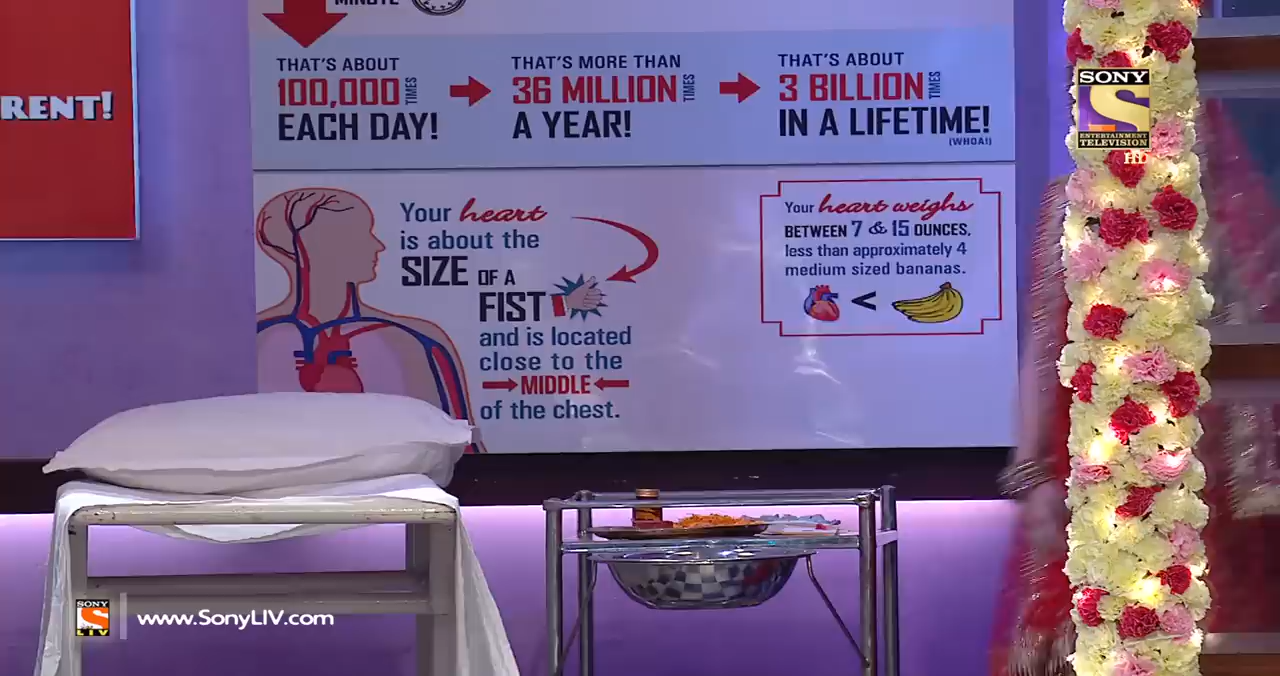 MINUTE
RENT!
THAT'S ABOUT
100,000 TIMES
EACH DAY!
THAT'S MORE THAN
36 MILLION TIMES
A YEAR!
THAT'S ABOUT
3 BILLION TIMES
IN A LIFETIME!
(WHOA!)
Your heart
is about the
SIZE OF A
FIST
and is located
close to the
MIDDLE
of the chest.
Your heart weighs
BETWEEN 7 & 15 OUNCES,
less than approximately 4
medium sized bananas.
<
SONY
ENTERTAINMENT
TELEVISION
HD
SONY
LIV
www.SonyLIV.com